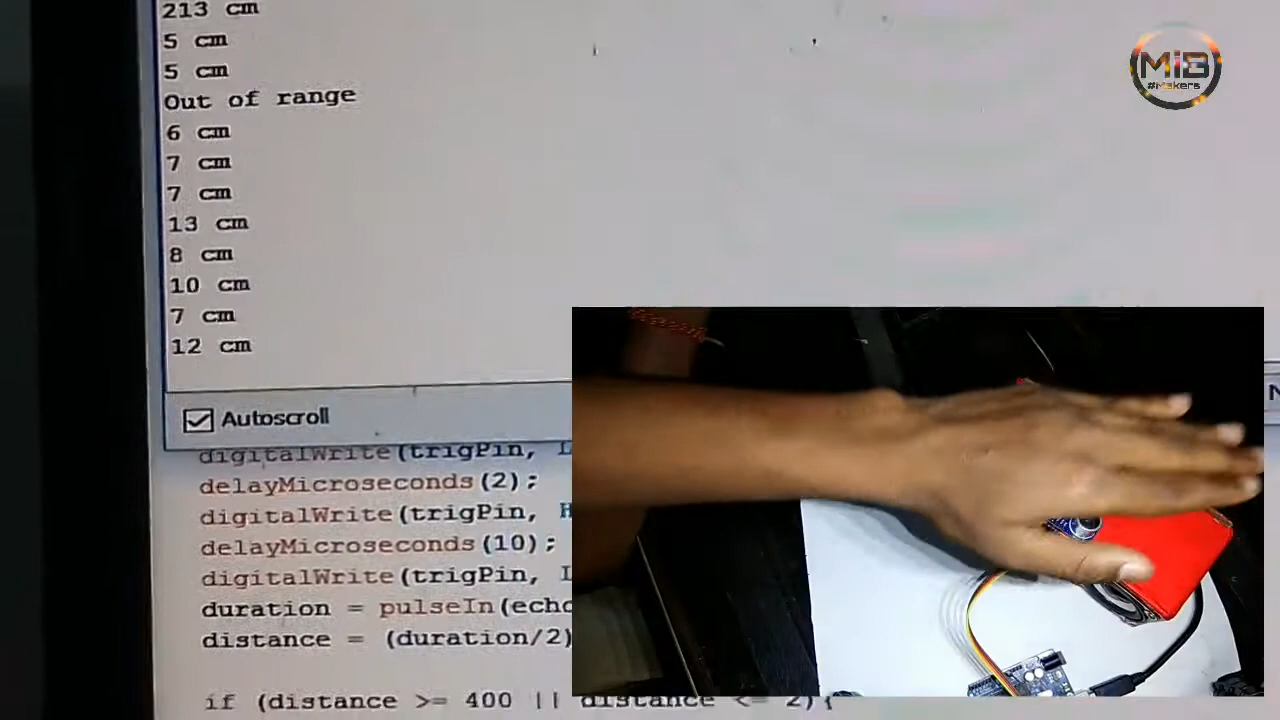 213 cm
5 cm
5 cm
Out of range
6 cm
7 cm
7 cm
13 cm
8 cm
10 cm
7 cm
12 cm
Autoscroll
digitalWrite(trigPin,
delayMicroseconds(2);
digitalWrite(trigPin, H
delayMicroseconds(10);
digitalWrite(trigPin, L
duration = pulseIn(echo
distance = (duration/2)
if (distance >= 400 || distance <= 2){
MiB
#Makers
N